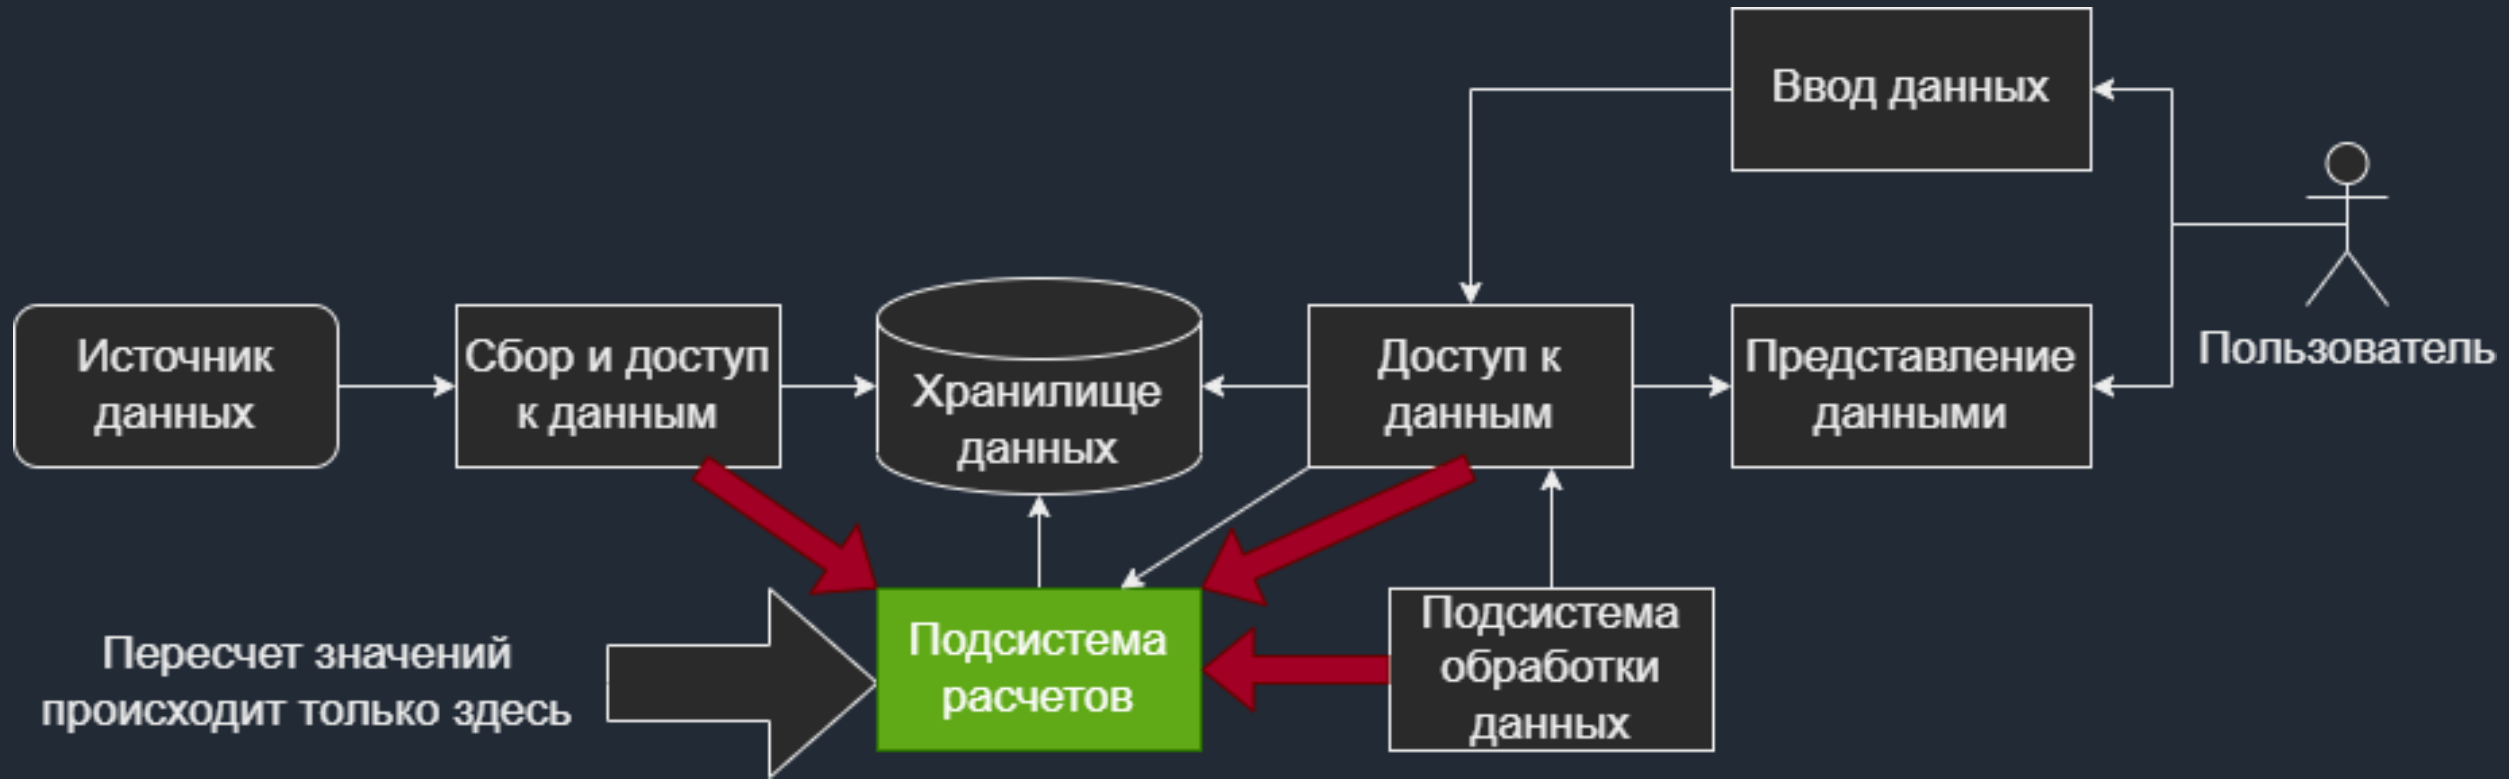 Ввод данных
Источник
данных
Сбор и доступ
к данным
Хранилище
данных
Доступ к
данным
Представление
данными
Пользователь
Пересчет значений
происходит только здесь
Подсистема
расчетов
Подсистема
обработки
данных